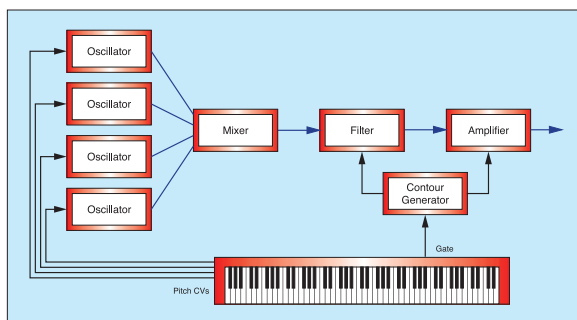 Oscillator
Oscillator
Oscillator
Oscillator
Mixer
Filter
Amplifier
Contour
Generator
Gate
Pitch CVs